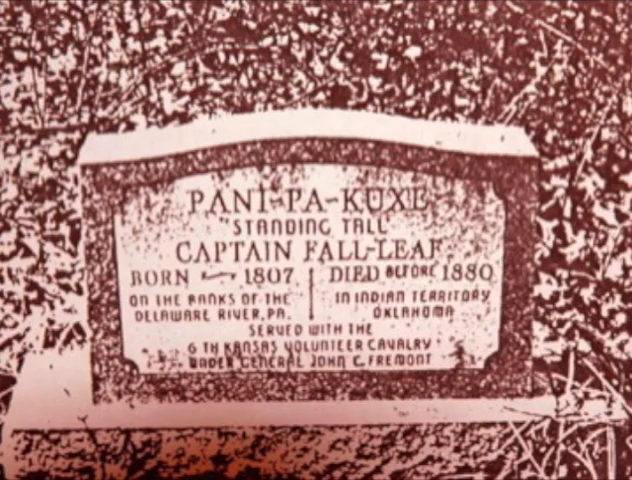 PANI-PA-KUXE
"STANDING TALL"
CAPTAIN FALL-LEAF
BORN 1807 DIED BEFORE 1880
ON THE BANKS OF THE IN INDIAN TERRITORY
DELAWARE RIVER, PA. OKLAHOMA
SERVED WITH THE
6 TH KANSAS VOLUNTEER CAVALRY
UNDER GENERAL JOHN C. FREMONT